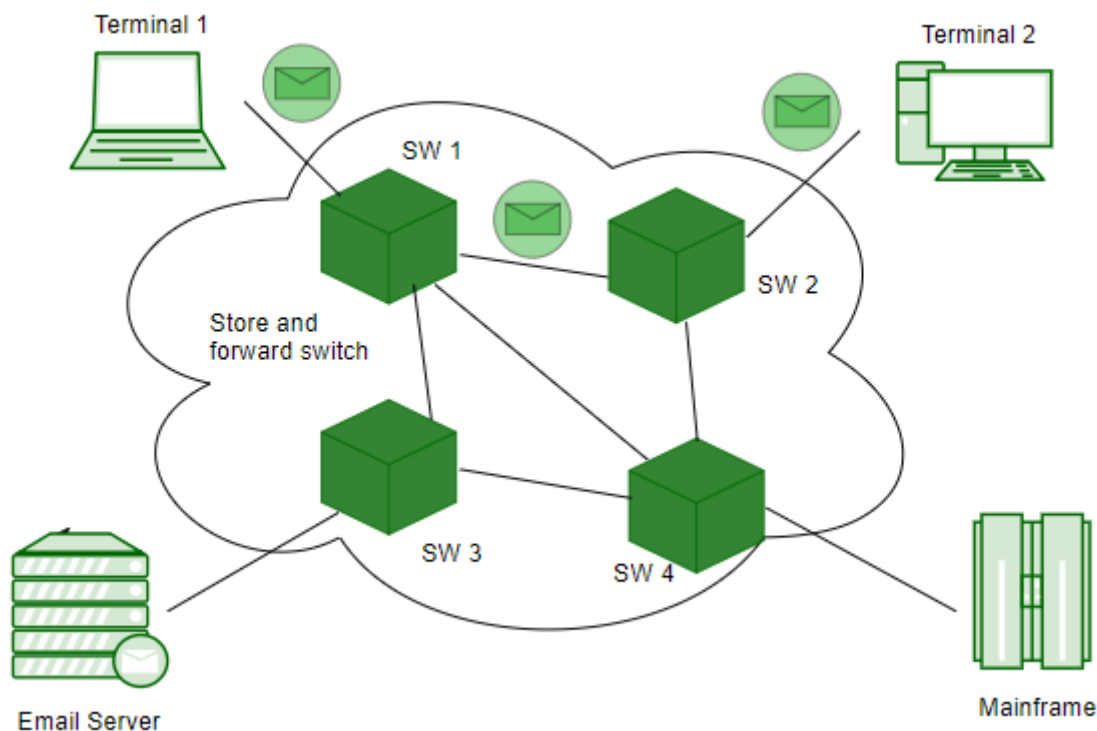 Terminal 1
Terminal 2
SW 1
SW 2
Store and
forward switch
SW 3
SW 4
Email Server
Mainframe